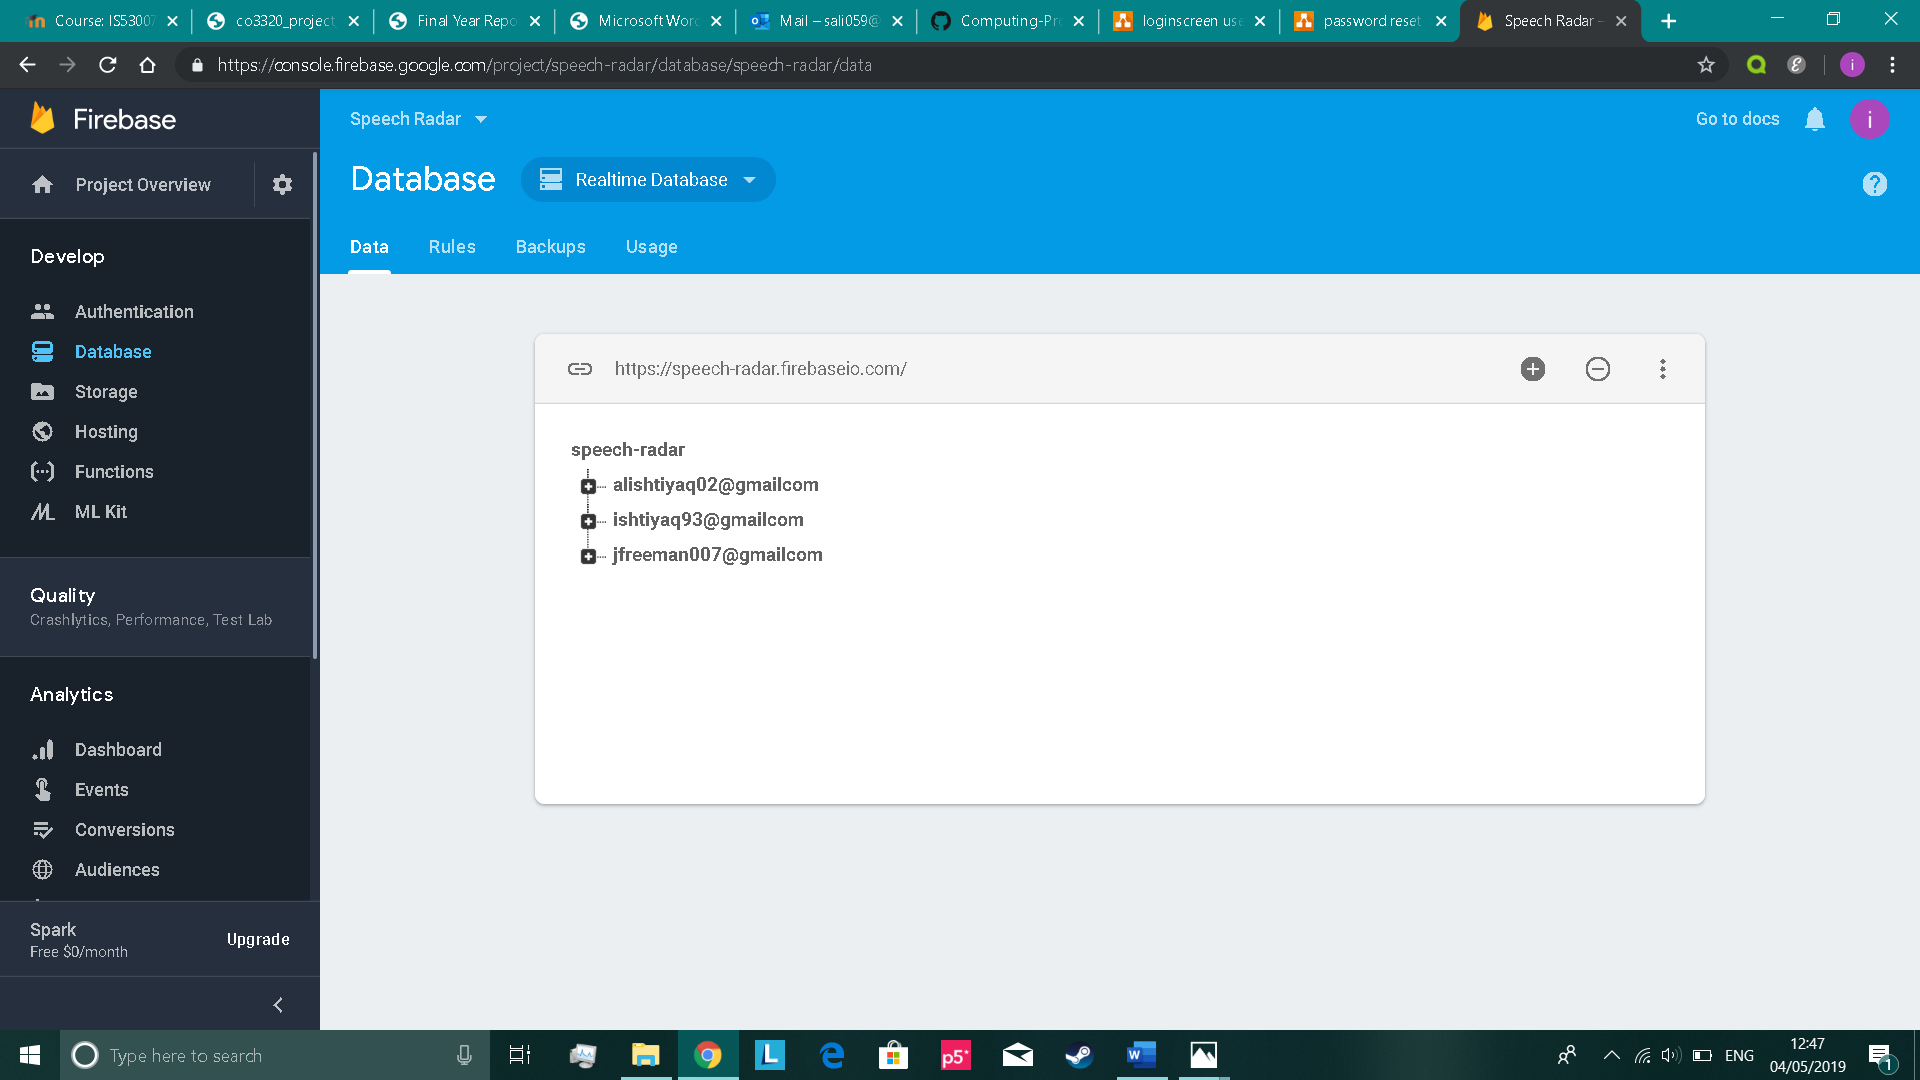 Course: IS5300
co3320_project
Final Year Repo
Microsoft Word
Mail – sali059@
Computing-Pr
loginscreen use
password reset
Speech Radar –
https://console.firebase.google.com/project/speech-radar/database/speech-radar/data
i
Firebase
Speech Radar
Go to docs
i
Project Overview
Database
Realtime Database
Data
Rules
Backups
Usage
Develop
Authentication
Database
Storage
Hosting
Functions
ML Kit
https://speech-radar.firebaseio.com/
speech-radar
alishtiyaq02@gmailcom
ishtiyaq93@gmailcom
jfreeman007@gmailcom
Quality
Crashlytics, Performance, Test Lab
Analytics
Dashboard
Events
Conversions
Audiences
Spark
Free $0/month
Upgrade
Type here to search
L
p5*
ENG
12:47
04/05/2019
1